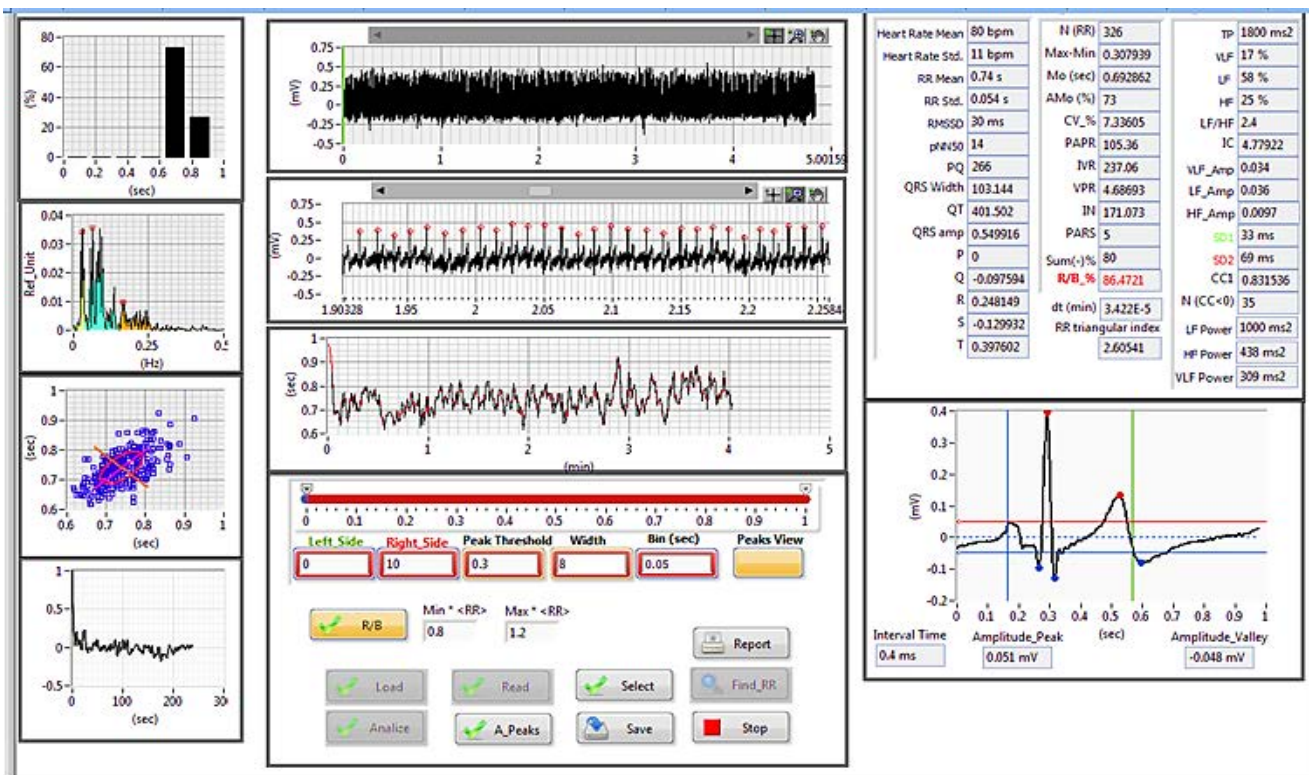 80
60
40
20
0
(%)
0 0.2 0.4 0.6 0.8 1
(sec)
0.04
0.03
0.02
0.01
0
Ref_Unit
0 0.25
(Hz)
1
0.9
0.8
0.7
0.6
(sec)
0.6 0.7 0.8 0.9 1
(sec)
1
0.5
0
-0.5
0 100 200
(sec)
0.75
0.5
0.25
0
-0.25
-0.5
(mV)
0 1 2 3 4 5.00159
0.75
0.5
0.25
0
-0.25
-0.5
(mV)
1.90328 1.95 2 2.05 2.1 2.15 2.2 2.2584
1
0.9
0.8
0.7
0.6
(sec)
0 1 2 3 4 5
(min)
0 0.1 0.2 0.3 0.4 0.5 0.6 0.7 0.8 0.9 1
Left_Side Right_Side Peak Threshold Width Bin (sec) Peaks View
0 10 0.3 8 0.05
R/B
Min * <RR> Max * <RR>
0.8 1.2
Report
Load Read Select Find_RR
Analize A_Peaks Save Stop
Heart Rate Mean 80 bpm
Heart Rate Std. 11 bpm
RR Mean 0.74 s
RR Std. 0.054 s
RMSSD 30 ms
pNN50 14
PQ 266
QRS Width 103.144
QT 401.502
QRS amp 0.549916
P 0
Q -0.097594
R 0.248149
S -0.129932
T 0.397602
N (RR) 326
Max-Min 0.307939
Mo (sec) 0.692862
AMo (%) 73
CV_% 7.33605
PAPR 105.36
IVR 237.06
VPR 4.68693
IN 171.073
PARS 5
Sum(-)% 80
R/B_% 86.4721
dt (min) 3.422E-5
RR triangular index
2.60541
TP 1800 ms2
VLF 17 %
LF 58 %
HF 25 %
LF/HF 2.4
IC 4.77922
VLF_Amp 0.034
LF_Amp 0.036
HF_Amp 0.0097
SD1 33 ms
SD2 69 ms
CC1 0.831536
N (CC<0) 35
LF Power 1000 ms2
HF Power 438 ms2
VLF Power 309 ms2
0.4
0.3
0.2
0.1
0
-0.1
-0.2
(mV)
0 0.1 0.2 0.3 0.4 0.5 0.6 0.7 0.8 0.9 1
(sec)
Interval Time Amplitude_Peak Amplitude_Valley
0.4 ms 0.051 mV -0.048 mV